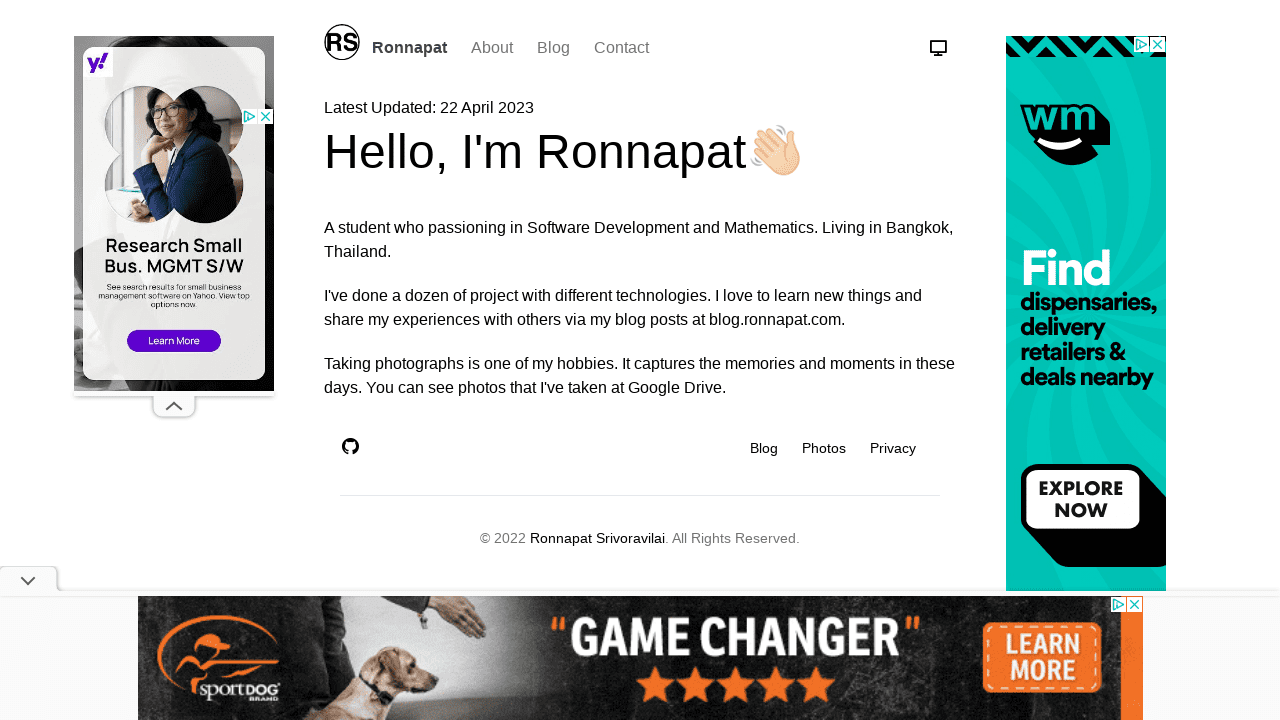 RS
Ronnapat
About
Blog
Contact
Latest Updated: 22 April 2023
Hello, I'm Ronnapat
A student who passioning in Software Development and Mathematics. Living in Bangkok,
Thailand.
I've done a dozen of project with different technologies. I love to learn new things and
share my experiences with others via my blog posts at blog.ronnapat.com.
Taking photographs is one of my hobbies. It captures the memories and moments in these
days. You can see photos that I've taken at Google Drive.
Blog
Photos
Privacy
© 2022 Ronnapat Srivoravilai. All Rights Reserved.
y!
Research Small
Bus. MGMT S/W
See search results for small business
management software on Yahoo. View top
options now.
Learn More
wm
Find
dispensaries,
delivery
retailers &
deals nearby
EXPLORE
NOW
SPORTDOG
BRAND
"GAME CHANGER"
LEARN
MORE